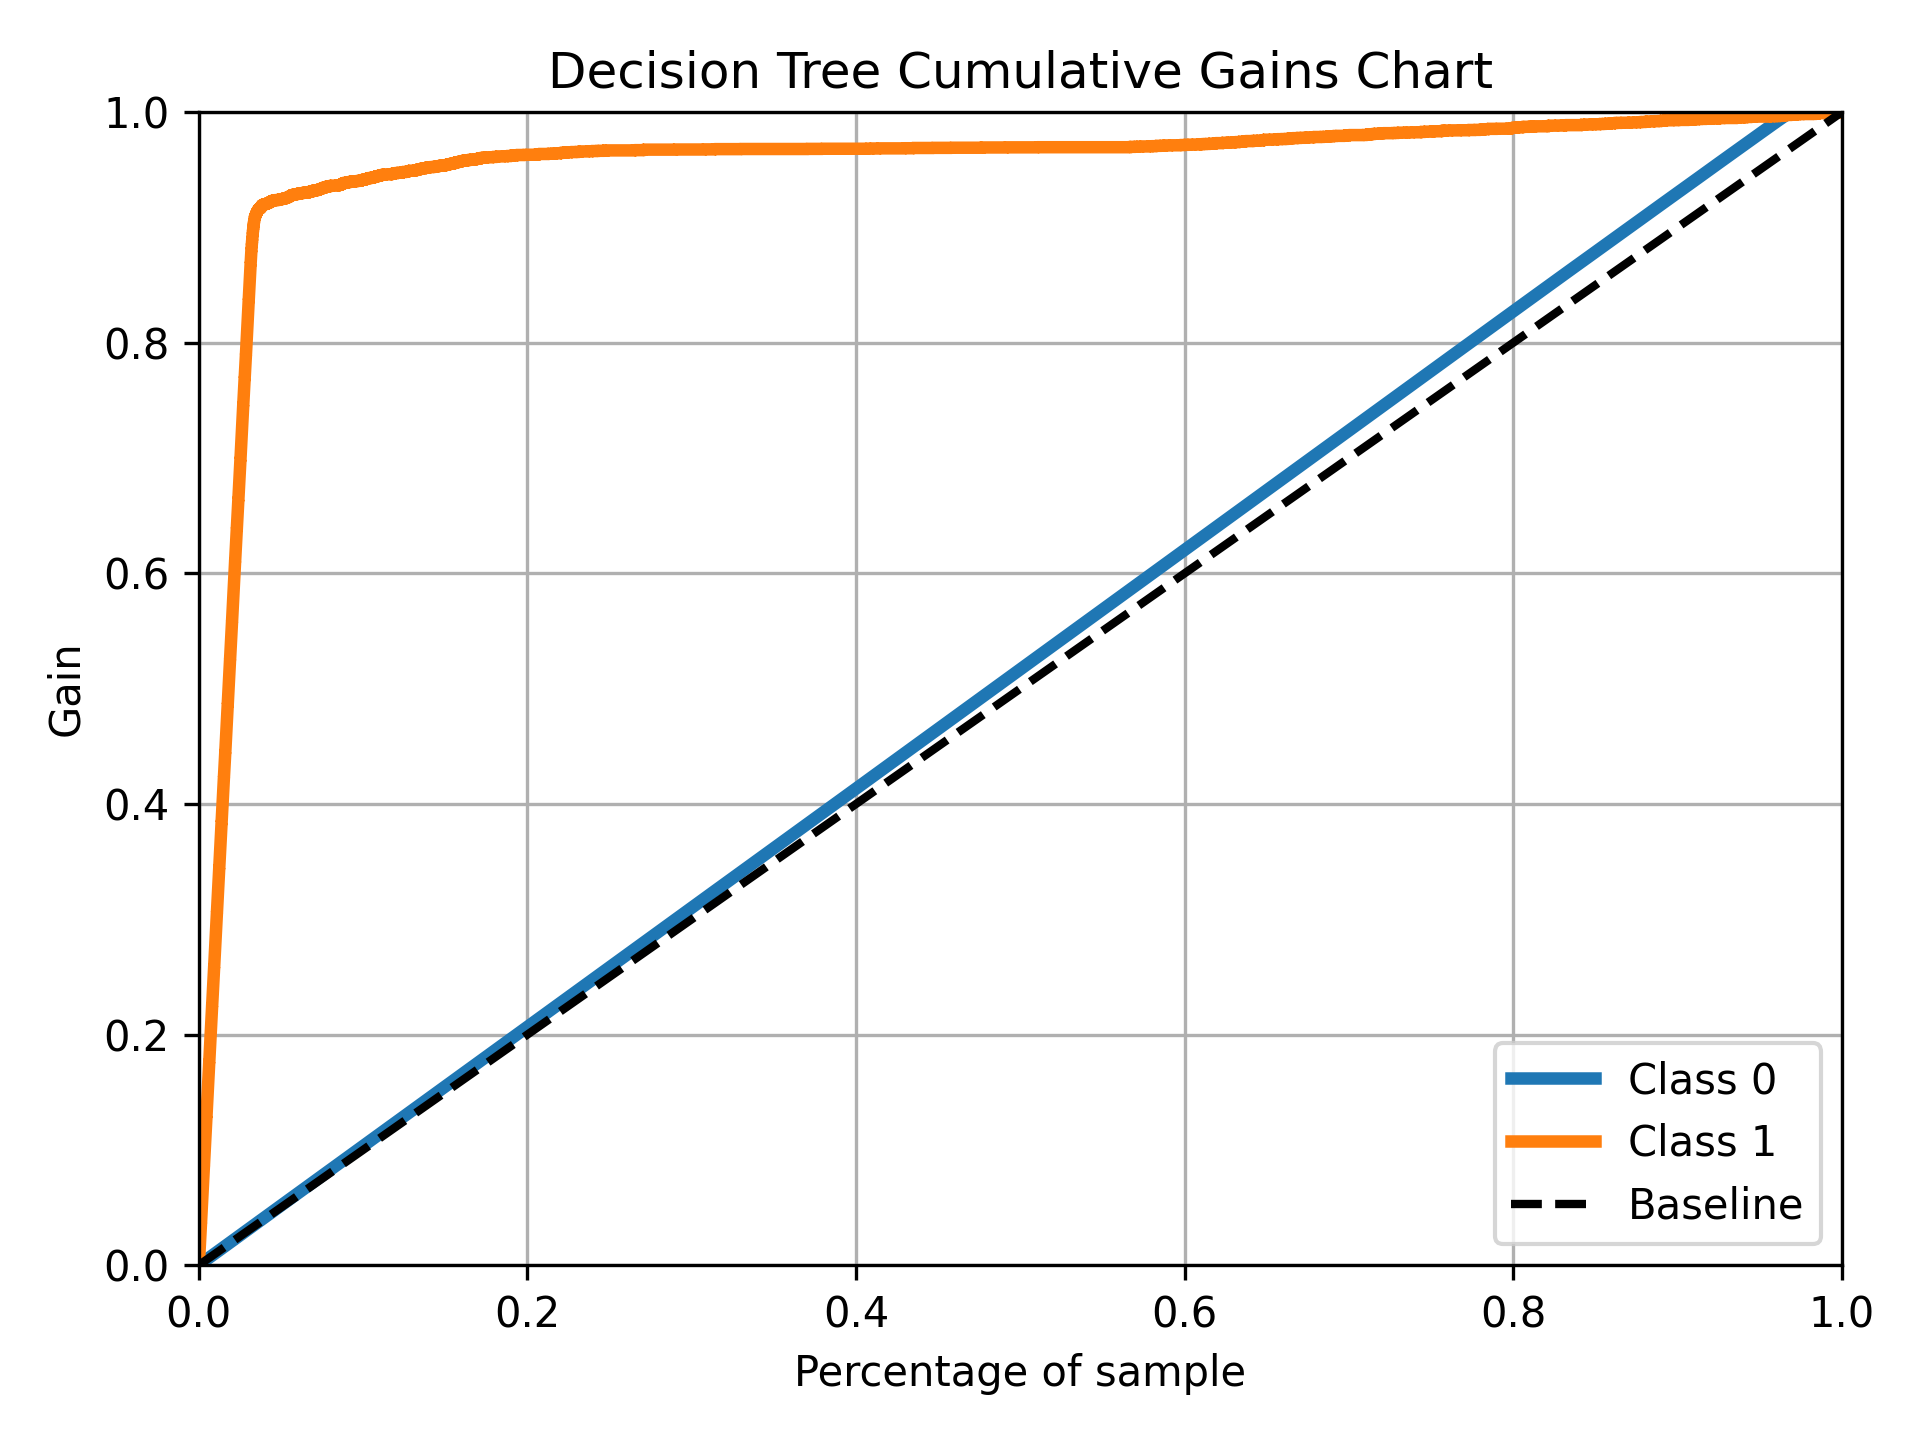 Decision Tree Cumulative Gains Chart
1.0
0.8
0.6
0.4
0.2
0.0
Gain
0.0 0.2 0.4 0.6 0.8 1.0
Percentage of sample
Class 0
Class 1
Baseline